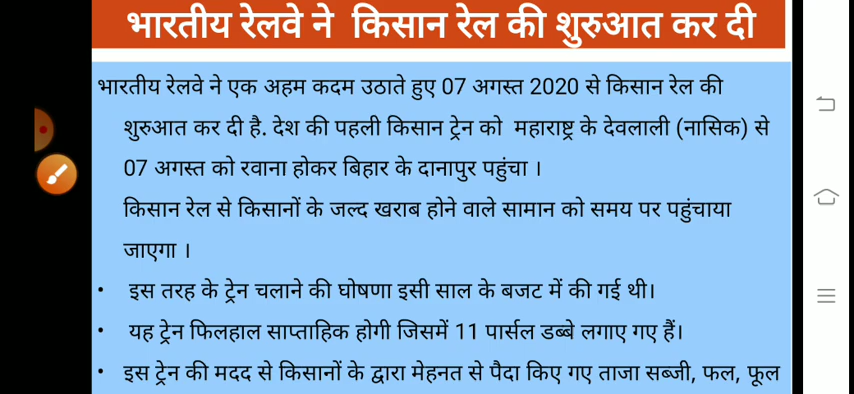 भारतीय रेलवे ने किसान रेल की शुरुआत कर दी
भारतीय रेलवे ने एक अहम कदम उठाते हुए 07 अगस्त 2020 से किसान रेल की
शुरुआत कर दी है. देश की पहली किसान ट्रेन को महाराष्ट्र के देवलाली (नासिक) से
07 अगस्त को रवाना होकर बिहार के दानापुर पहुंचा ।
किसान रेल से किसानों के जल्द खराब होने वाले सामान को समय पर पहुंचाया
जाएगा ।
• इस तरह के ट्रेन चलाने की घोषणा इसी साल के बजट में की गई थी।
• यह ट्रेन फिलहाल साप्ताहिक होगी जिसमें 11 पार्सल डब्बे लगाए गए हैं।
• इस ट्रेन की मदद से किसानों के द्वारा मेहनत से पैदा किए गए ताजा सब्जी, फल, फूल